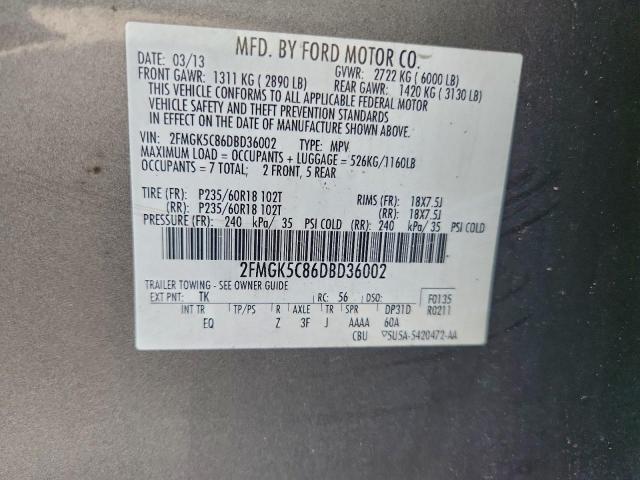 MFD. BY FORD MOTOR CO.
DATE: 03/13 GVWR: 2722 KG ( 6000 LB)
FRONT GAWR: 1311 KG ( 2890 LB) REAR GAWR: 1420 KG ( 3130 LB)
THIS VEHICLE CONFORMS TO ALL APPLICABLE FEDERAL MOTOR
VEHICLE SAFETY AND THEFT PREVENTION STANDARDS
IN EFFECT ON THE DATE OF MANUFACTURE SHOWN ABOVE.
VIN: 2FMGK5C86DBD36002 TYPE: MPV
MAXIMUM LOAD = OCCUPANTS + LUGGAGE = 526KG/1160LB
OCCUPANTS = 7 TOTAL; 2 FRONT, 5 REAR
TIRE (FR): P235/60R18 102T RIMS (FR): 18X7.5J
(RR): P235/60R18 102T (RR): 18X7.5J
PRESSURE (FR): 240 kPa/ 35 PSI COLD (RR): 240 kPa/ 35 PSI COLD
2FMGK5C86DBD36002
TRAILER TOWING - SEE OWNER GUIDE
EXT PNT: TK RC: 56 DSO: F0135
INT TR TP/PS R AXLE TR SPR DP31D R0211
EQ Z 3F J AAAA 60A
CBU 5U5A-5420472-AA